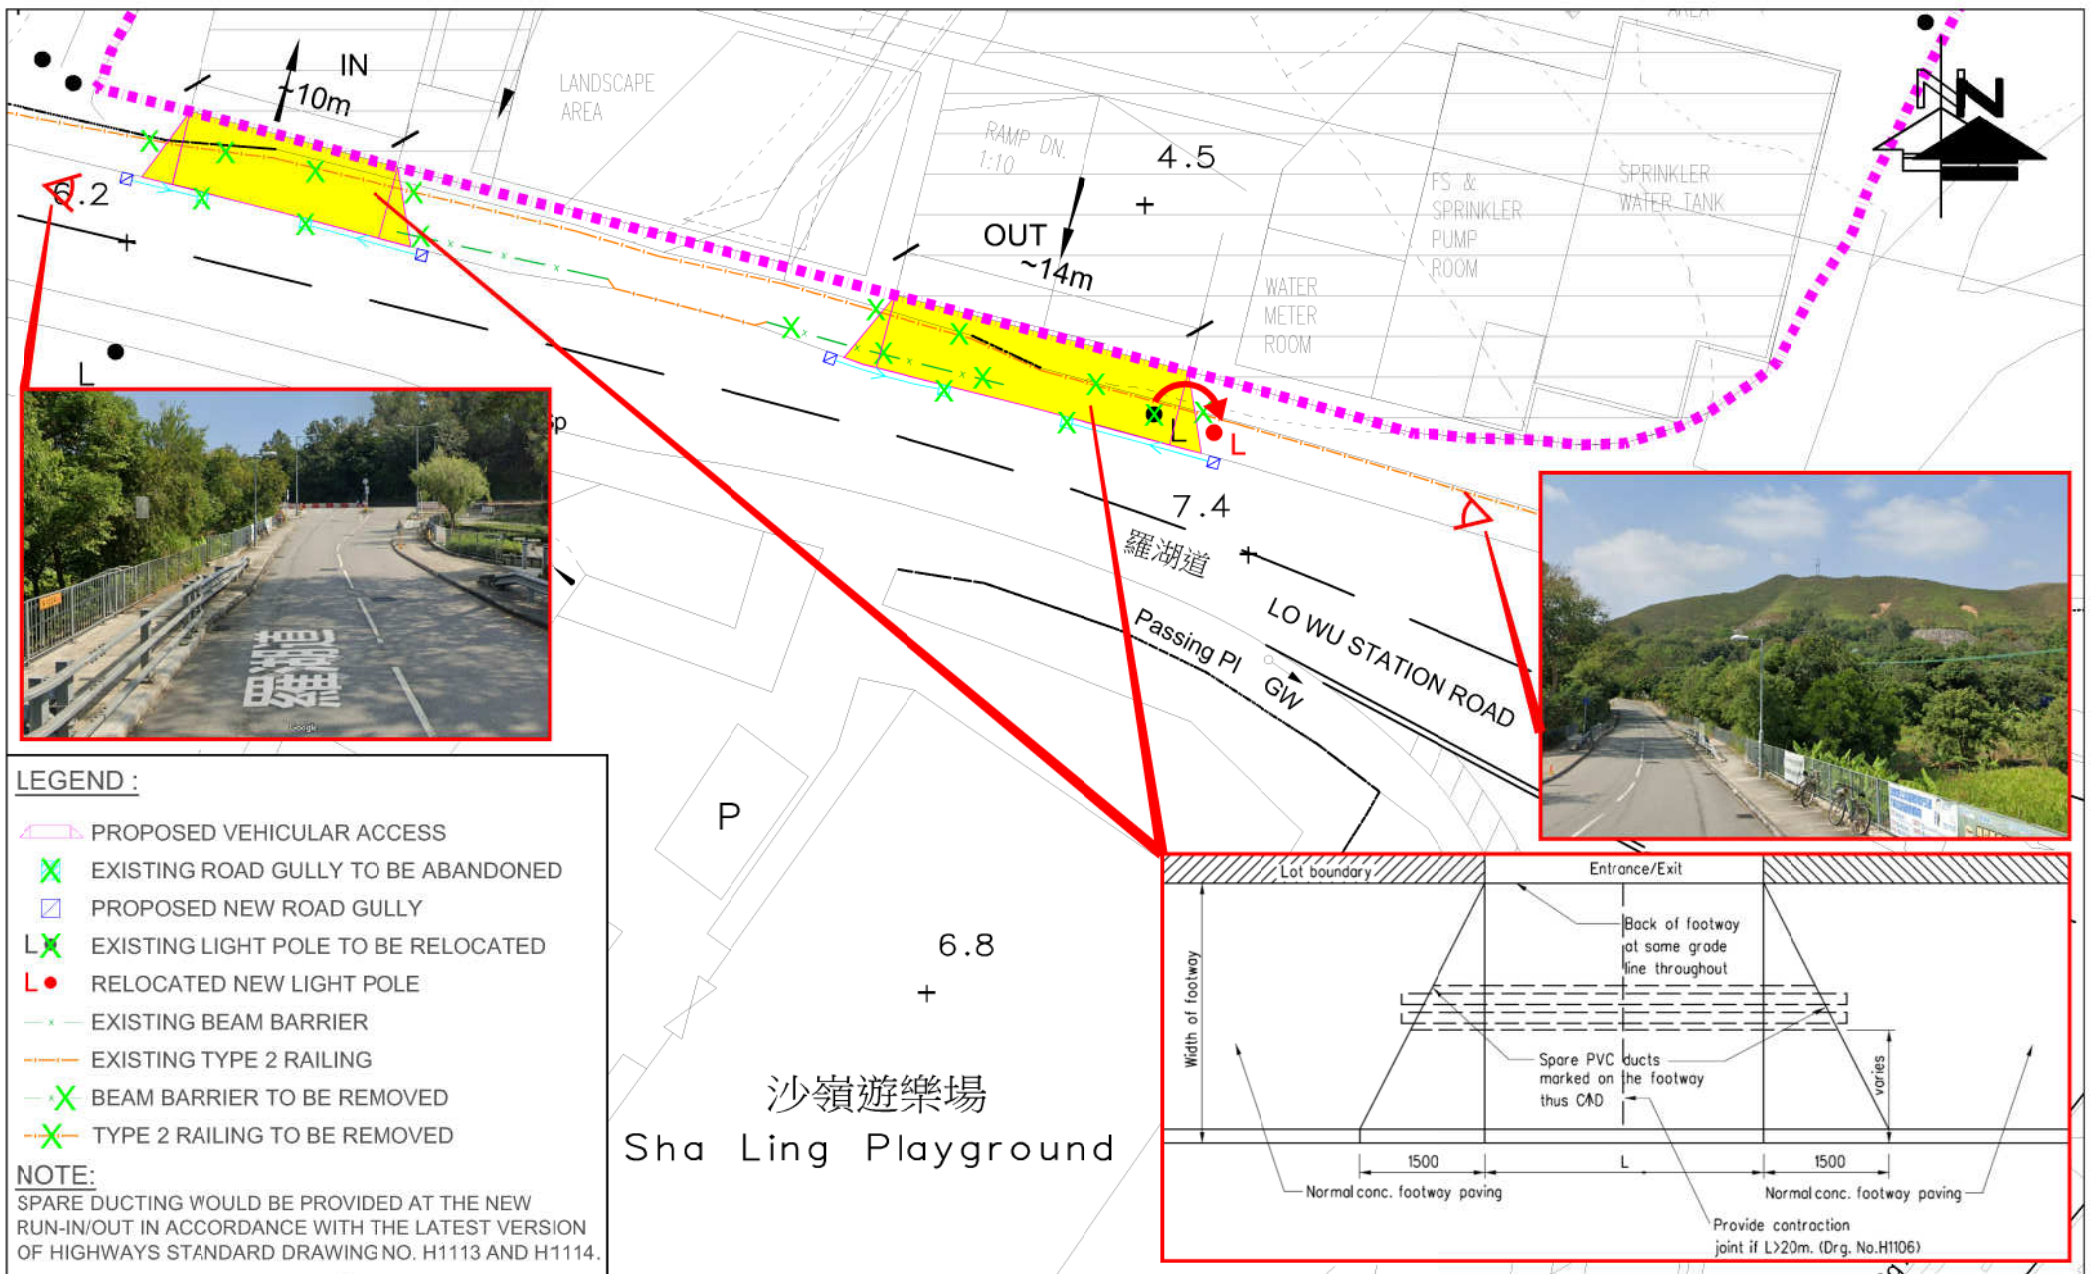 AREA
IN
~10m
LANDSCAPE
AREA
N
RAMP DN.
1:10
4.5
FS &
SPRINKLER
PUMP
ROOM
SPRINKLER
WATER TANK
6.2
OUT
~14m
WATER
METER
ROOM
L
L
L
7.4
羅湖道
LO WU STATION ROAD
Passing Pl
GW
羅湖道
Google
P
6.8
沙嶺遊樂場
Sha Ling Playground
LEGEND :
PROPOSED VEHICULAR ACCESS
EXISTING ROAD GULLY TO BE ABANDONED
PROPOSED NEW ROAD GULLY
L EXISTING LIGHT POLE TO BE RELOCATED
L RELOCATED NEW LIGHT POLE
EXISTING BEAM BARRIER
EXISTING TYPE 2 RAILING
BEAM BARRIER TO BE REMOVED
TYPE 2 RAILING TO BE REMOVED
NOTE:
SPARE DUCTING WOULD BE PROVIDED AT THE NEW
RUN-IN/OUT IN ACCORDANCE WITH THE LATEST VERSION
OF HIGHWAYS STANDARD DRAWING NO. H1113 AND H1114.
Lot boundary
Entrance/Exit
Width of footway
Back of footway
at same grade
line throughout
Spare PVC ducts
marked on the footway
thus CAD
varies
1500
L
1500
Normal conc. footway paving
Normal conc. footway paving
Provide contraction
joint if L>20m. (Drg. No.H1106)